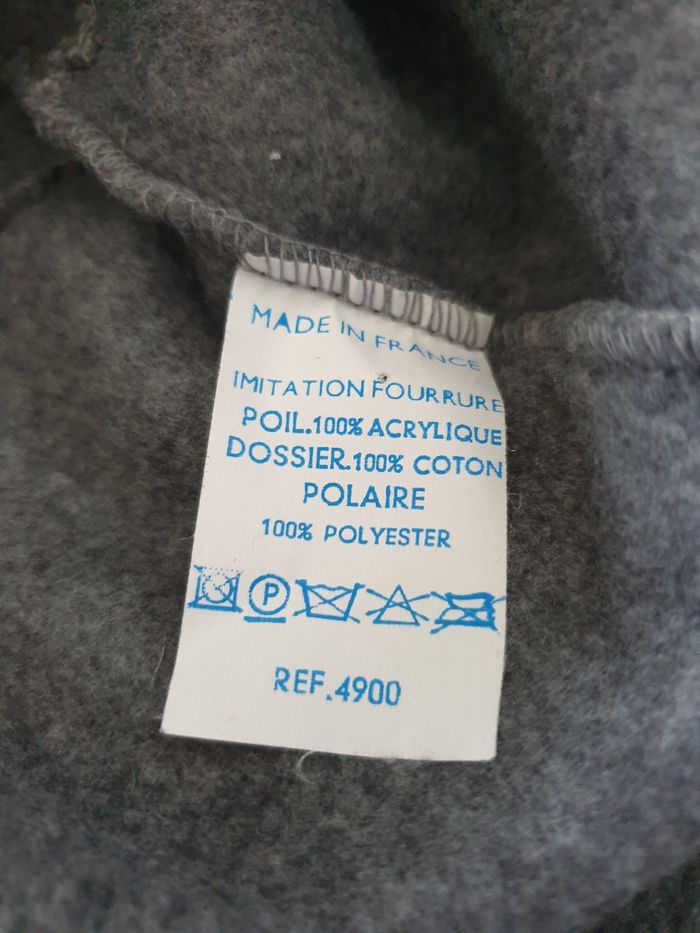 MADE IN FRANCE
IMITATION FOURRURE
POIL.100% ACRYLIQUE
DOSSIER.100% COTON
POLAIRE
100% POLYESTER
P
REF.4900